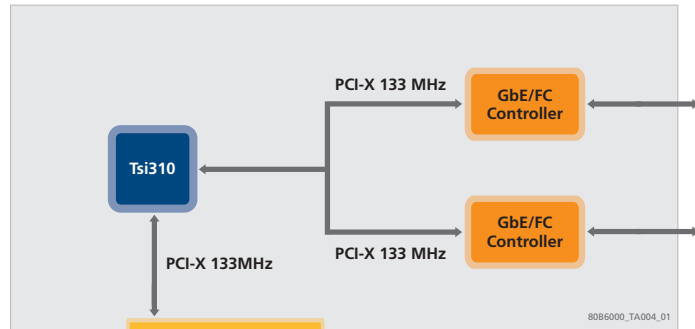 PCI-X 133 MHz
GbE/FC
Controller
Tsi310
GbE/FC
Controller
PCI-X 133 MHz
PCI-X 133MHz
80B6000_TA004_01